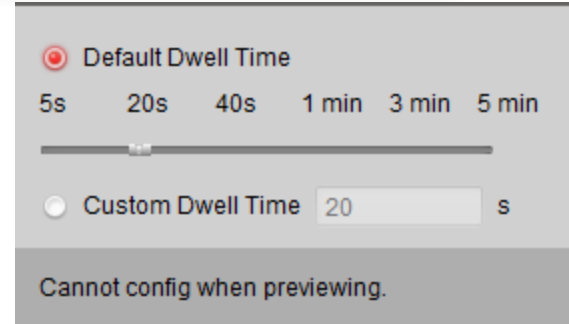 Default Dwell Time
5s 20s 40s 1 min 3 min 5 min
Custom Dwell Time 20 s
Cannot config when previewing.